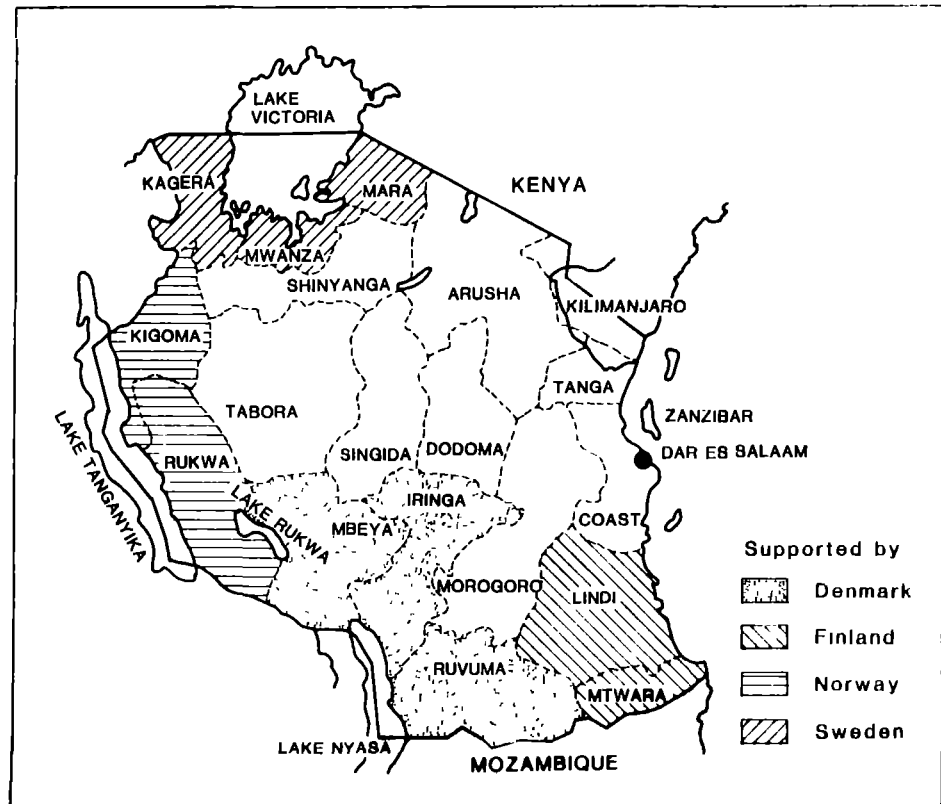 LAKE
VICTORIA
KAGERA
MARA
KENYA
MWANZA
SHINYANGA
ARUSHA
KILIMANJARO
KIGOMA
TANGA
TABORA
ZANZIBAR
SINGIDA
DODOMA
DAR ES SALAAM
RUKWA
LAKE TANGANYIKA
LAKE RUKWA
IRINGA
MBEYA
COAST
MOROGORO
LINDI
RUVUMA
MTWARA
LAKE NYASA
MOZAMBIQUE
Supported by
Denmark
Finland
Norway
Sweden